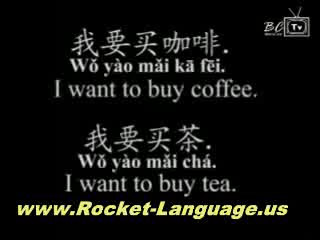 BC
Tv
我要买咖啡.
Wǒ yào mǎi kā fēi.
I want to buy coffee.
我要买茶.
Wǒ yào mǎi chá.
I want to buy tea.
www.Rocket-Language.us